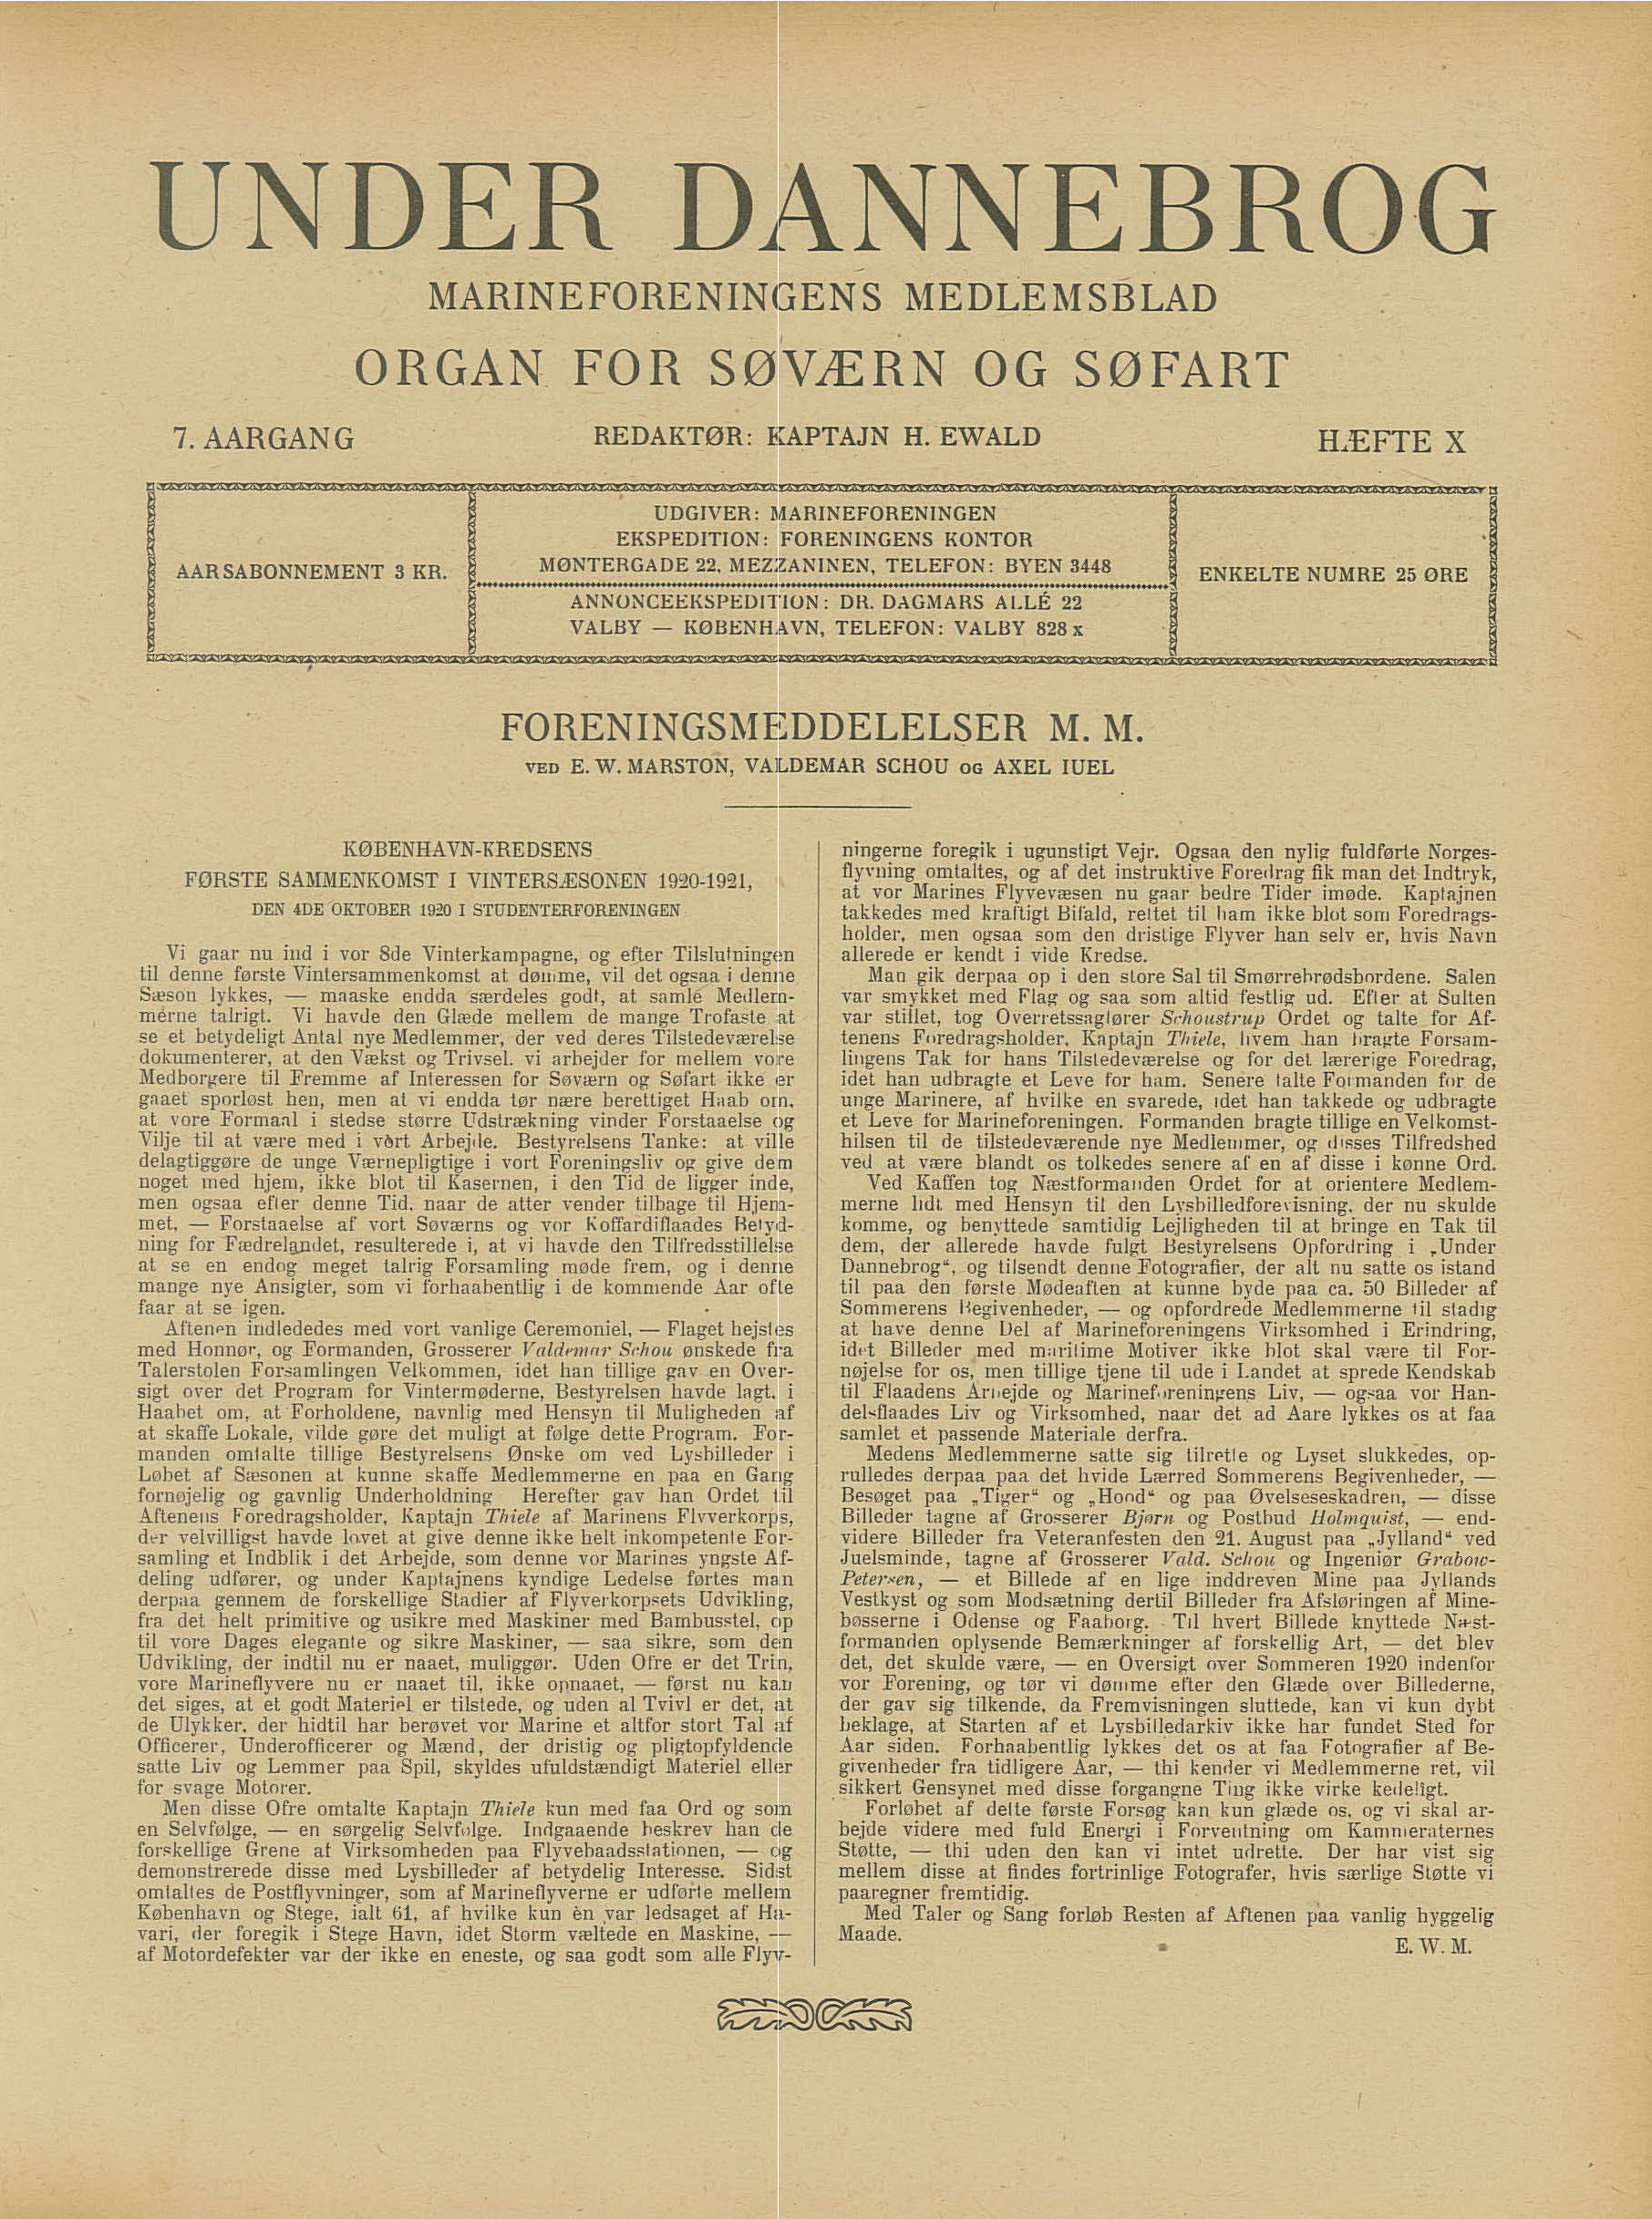 UNDER DANNEBROG
MARINEFORENINGENS MEDLEMSBLAD
ORGAN FOR SØVÆRN OG SØFART
7. AARGANG
REDAKTØR: KAPTAJN H. EWALD
HÆFTE X
AARSABONNEMENT 3 KR.
UDGIVER: MARINEFORENINGEN
EKSPEDITION: FORENINGENS KONTOR
MØNTERGADE 22, MEZZANINEN, TELEFON: BYEN 3448
ANNONCEEKSPEDITION: DR. DAGMARS ALLÉ 22
VALBY — KØBENHAVN, TELEFON: VALBY 828 x
ENKELTE NUMRE 25 ØRE
FORENINGSMEDDELELSER M. M.
VED E. W. MARSTON, VALDEMAR SCHOU OG AXEL IUEL
KØBENHAVN-KREDSENS
FØRSTE SAMMENKOMST I VINTERSÆSONEN 1920-1921,
DEN 4DE OKTOBER 1920 I STUDENTERFORENINGEN
Vi gaar nu ind i vor 8de Vinterkampagne, og efter Tilslutningen
til denne første Vintersammenkomst at dømme, vil det ogsaa i denne
Sæson lykkes, — maaske endda særdeles godt, at samle Medlem-
merne talrigt. Vi havde den Glæde mellem de mange Trofaste at
se et betydeligt Antal nye Medlemmer, der ved deres Tilstedeværelse
dokumenterer, at den Vækst og Trivsel, vi arbejder for mellem vore
Medborgere til Fremme af Interessen for Søværn og Søfart ikke er
gaaet sporløst hen, men at vi endda tør nære berettiget Haab om,
at vore Formaal i stedse større Udstrækning vinder Forstaaelse og
Vilje til at være med i vort Arbejde. Bestyrelsens Tanke: at ville
delagtiggøre de unge Værnepligtige i vort Foreningsliv og give dem
noget med hjem, ikke blot til Kasernen, i den Tid de ligger inde,
men ogsaa efter denne Tid, naar de atter vender tilbage til Hjem-
met, — Forstaaelse af vort Søværns og vor Koffardiflaades Betyd-
ning for Fædrelandet, resulterede i, at vi havde den Tilfredsstillelse
at se en endog meget talrig Forsamling møde frem, og i denne
mange nye Ansigter, som vi forhaabentlig i de kommende Aar ofte
faar at se igen.
Aftenen indlededes med vort vanlige Ceremoniel, — Flaget hejstes
med Honnør, og Formanden, Grosserer Valdemar Schou ønskede fra
Talerstolen Forsamlingen Velkommen, idet han tillige gav en Over-
sigt over det Program for Vintermøderne, Bestyrelsen havde lagt, i
Haabet om, at Forholdene, navnlig med Hensyn til Muligheden af
at skaffe Lokale, vilde gøre det muligt at følge dette Program. For-
manden omtalte tillige Bestyrelsens Ønske om ved Lysbilleder i
Løbet af Sæsonen at kunne skaffe Medlemmerne en paa en Gang
fornøjelig og gavnlig Underholdning Herefter gav han Ordet til
Aftenens Foredragsholder, Kaptajn Thiele af Marinens Flyverkorps,
der velvilligst havde lovet at give denne ikke helt inkompetente For-
samling et Indblik i det Arbejde, som denne vor Marines yngste Af-
deling udfører, og under Kaptajnens kyndige Ledelse førtes man
derpaa gennem de forskellige Stadier af Flyverkorpsets Udvikling,
fra det helt primitive og usikre med Maskiner med Bambusstel, op
til vore Dages elegante og sikre Maskiner, — saa sikre, som den
Udvikling, der indtil nu er naaet, muliggør. Uden Ofre er det Trin,
vore Marineflyvere nu er naaet til, ikke opnaaet, — først nu kan
det siges, at et godt Materiel er tilstede, og uden al Tvivl er det, at
de Ulykker, der hidtil har berøvet vor Marine et altfor stort Tal af
Officerer, Underofficerer og Mænd, der dristig og pligtopfyldende
satte Liv og Lemmer paa Spil, skyldes ufuldstændigt Materiel eller
for svage Motorer.
Men disse Ofre omtalte Kaptajn Thiele kun med faa Ord og som
en Selvfølge, — en sørgelig Selvfølge. Indgaaende beskrev han de
forskellige Grene af Virksomheden paa Flyvebaadsstationen, — og
demonstrerede disse med Lysbilleder af betydelig Interesse. Sidst
omtaltes de Postflyvninger, som af Marineflyverne er udførte mellem
København og Stege, ialt 61, af hvilke kun èn var ledsaget af Ha-
vari, der foregik i Stege Havn, idet Storm væltede en Maskine, —
af Motordefekter var der ikke en eneste, og saa godt som alle Flyv-
ningerne foregik i ugunstigt Vejr. Ogsaa den nylig fuldførte Norges-
flyvning omtaltes, og af det instruktive Foredrag fik man det Indtryk,
at vor Marines Flyvevæsen nu gaar bedre Tider imøde. Kaptajnen
takkedes med kraftigt Bifald, rettet til ham ikke blot som Foredrags-
holder, men ogsaa som den dristige Flyver han selv er, hvis Navn
allerede er kendt i vide Kredse.
Man gik derpaa op i den store Sal til Smørrebrødsbordene. Salen
var smykket med Flag og saa som altid festlig ud. Efter at Sulten
var stillet, tog Overretssagfører Schoustrup Ordet og talte for Af-
tenens Foredragsholder, Kaptajn Thiele, hvem han bragte Forsam-
lingens Tak for hans Tilstedeværelse og for det lærerige Foredrag,
idet han udbragte et Leve for ham. Senere talte Formanden for de
unge Marinere, af hvilke en svarede, idet han takkede og udbragte
et Leve for Marineforeningen. Formanden bragte tillige en Velkomst-
hilsen til de tilstedeværende nye Medlemmer, og disses Tilfredshed
ved at være blandt os tolkedes senere af en af disse i kønne Ord.
Ved Kaffen tog Næstformanden Ordet for at orientere Medlem-
merne lidt med Hensyn til den Lysbilledforevisning, der nu skulde
komme, og benyttede samtidig Lejligheden til at bringe en Tak til
dem, der allerede havde fulgt Bestyrelsens Opfordring i „Under
Dannebrog“, og tilsendt denne Fotografier, der alt nu satte os istand
til paa den første Mødeaften at kunne byde paa ca. 50 Billeder af
Sommerens Begivenheder, — og opfordrede Medlemmerne til stadig
at have denne Del af Marineforeningens Virksomhed i Erindring,
idet Billeder med maritime Motiver ikke blot skal være til For-
nøjelse for os, men tillige tjene til ude i Landet at sprede Kendskab
til Flaadens Arbejde og Marineforeningens Liv, — ogsaa vor Han-
delsflaades Liv og Virksomhed, naar det ad Aare lykkes os at faa
samlet et passende Materiale derfra.
Medens Medlemmerne satte sig tilrette og Lyset slukkedes, op-
rulledes derpaa paa det hvide Lærred Sommerens Begivenheder, —
Besøget paa „Tiger“ og „Hood“ og paa Øvelseseskadren, — disse
Billeder tagne af Grosserer Bjørn og Postbud Holmquist, — end-
videre Billeder fra Veteranfesten den 21. August paa „Jylland“ ved
Juelsminde, tagne af Grosserer Vald. Schou og Ingeniør Grabow-
Petersen, — et Billede af en lige inddreven Mine paa Jyllands
Vestkyst og som Modsætning dertil Billeder fra Afsløringen af Mine-
bøsserne i Odense og Faaborg. Til hvert Billede knyttede Næst-
formanden oplysende Bemærkninger af forskellig Art, — det blev
det, det skulde være, — en Oversigt over Sommeren 1920 indenfor
vor Forening, og tør vi dømme efter den Glæde over Billederne,
der gav sig tilkende, da Fremvisningen sluttede, kan vi kun dybt
beklage, at Starten af et Lysbilledarkiv ikke har fundet Sted for
Aar siden. Forhaabentlig lykkes det os at faa Fotografier af Be-
givenheder fra tidligere Aar, — thi kender vi Medlemmerne ret, vil
sikkert Gensynet med disse forgangne Ting ikke virke kedeligt.
Forløbet af dette første Forsøg kan kun glæde os, og vi skal ar-
bejde videre med fuld Energi i Forventning om Kammeraternes
Støtte, — thi uden den kan vi intet udrette. Der har vist sig
mellem disse at findes fortrinlige Fotografer, hvis særlige Støtte vi
paaregner fremtidig.
Med Taler og Sang forløb Resten af Aftenen paa vanlig hyggelig
Maade.
E. W. M.